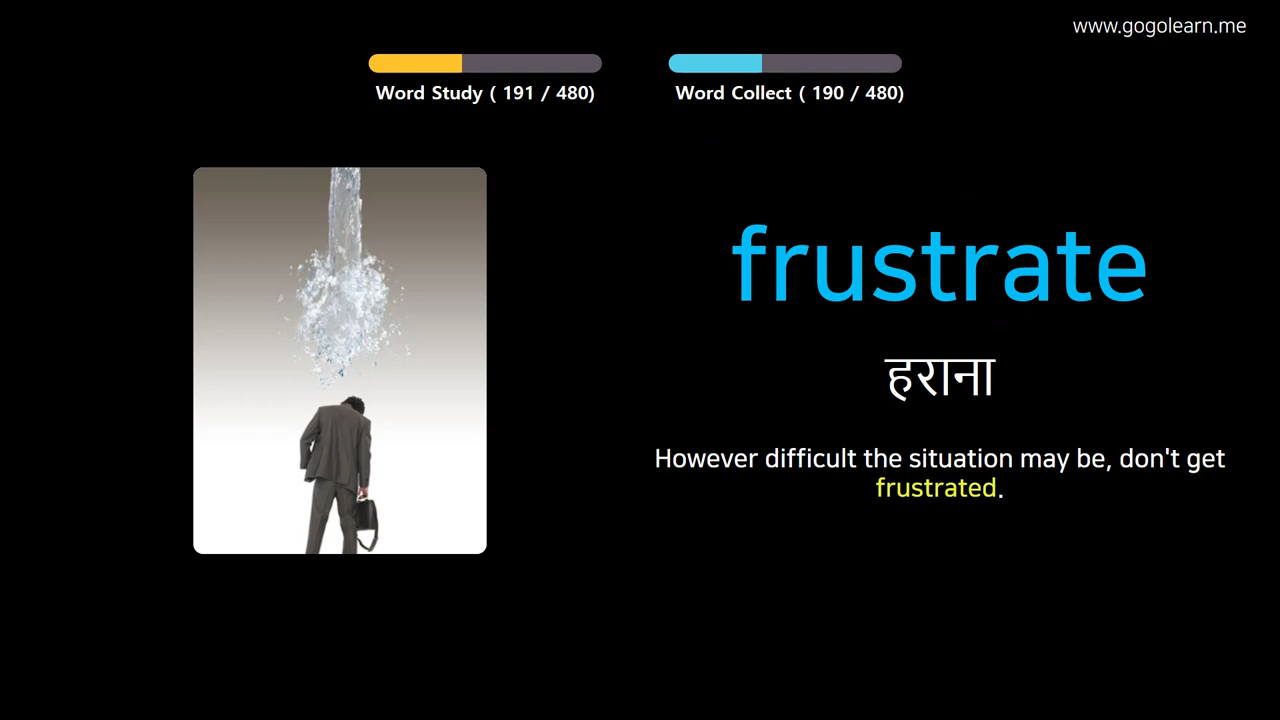 www.gogolearn.me
Word Study ( 191 / 480)
Word Collect ( 190 / 480)
frustrate
हराना
However difficult the situation may be, don't get
frustrated.